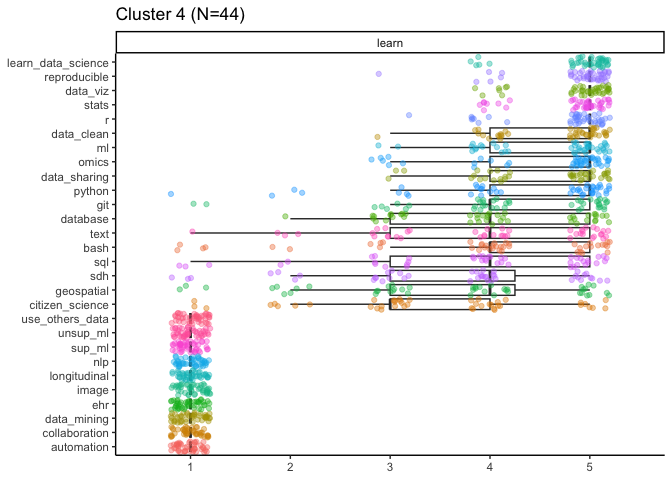 Cluster 4 (N=44)
learn
learn_data_science
reproducible
data_viz
stats
r
data_clean
ml
omics
data_sharing
python
git
database
text
bash
sql
sdh
geospatial
citizen_science
use_others_data
unsup_ml
sup_ml
nlp
longitudinal
image
ehr
data_mining
collaboration
automation
1 2 3 4 5